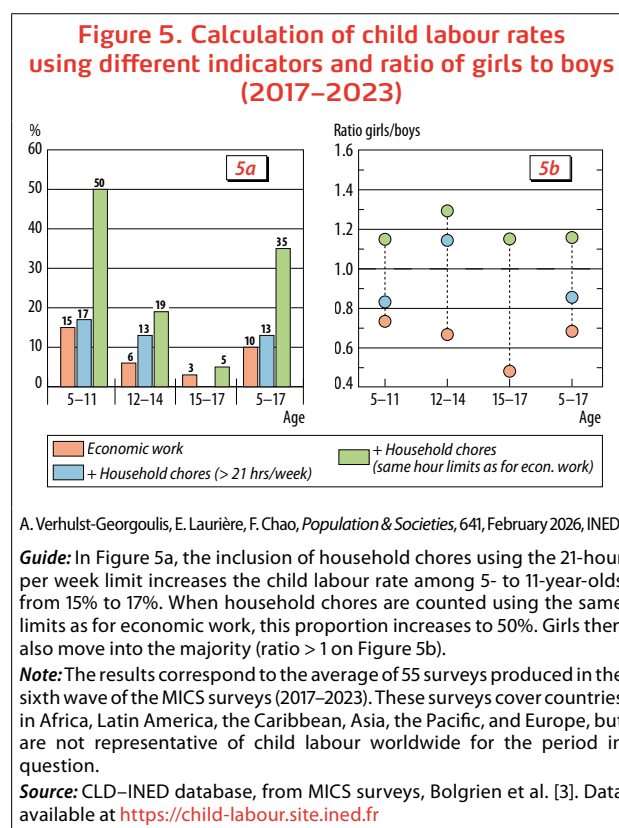 Figure 5. Calculation of child labour rates
using different indicators and ratio of girls to boys
(2017–2023)
%
60
50
40
30
20
10
0
5a
15
17
50
6
13
19
3
5
10
13
35
5–11
12–14
15–17
5–17
Age
Ratio girls/boys
1.6
1.4
1.2
1.0
0.8
0.6
0.4
5b
5–11
12–14
15–17
5–17
Age
Economic work
+ Household chores (> 21 hrs/week)
+ Household chores
(same hour limits as for econ. work)
A. Verhulst-Georgoulis, E. Laurière, F. Chao, Population & Societies, 641, February 2026, INED
Guide: In Figure 5a, the inclusion of household chores using the 21-hour
per week limit increases the child labour rate among 5- to 11-year-olds
from 15% to 17%. When household chores are counted using the same
limits as for economic work, this proportion increases to 50%. Girls then
also move into the majority (ratio > 1 on Figure 5b).
Note: The results correspond to the average of 55 surveys produced in the
sixth wave of the MICS surveys (2017–2023). These surveys cover countries
in Africa, Latin America, the Caribbean, Asia, the Pacific, and Europe, but
are not representative of child labour worldwide for the period in
question.
Source: CLD–INED database, from MICS surveys, Bolgrien et al. [3]. Data
available at https://child-labour.site.ined.fr